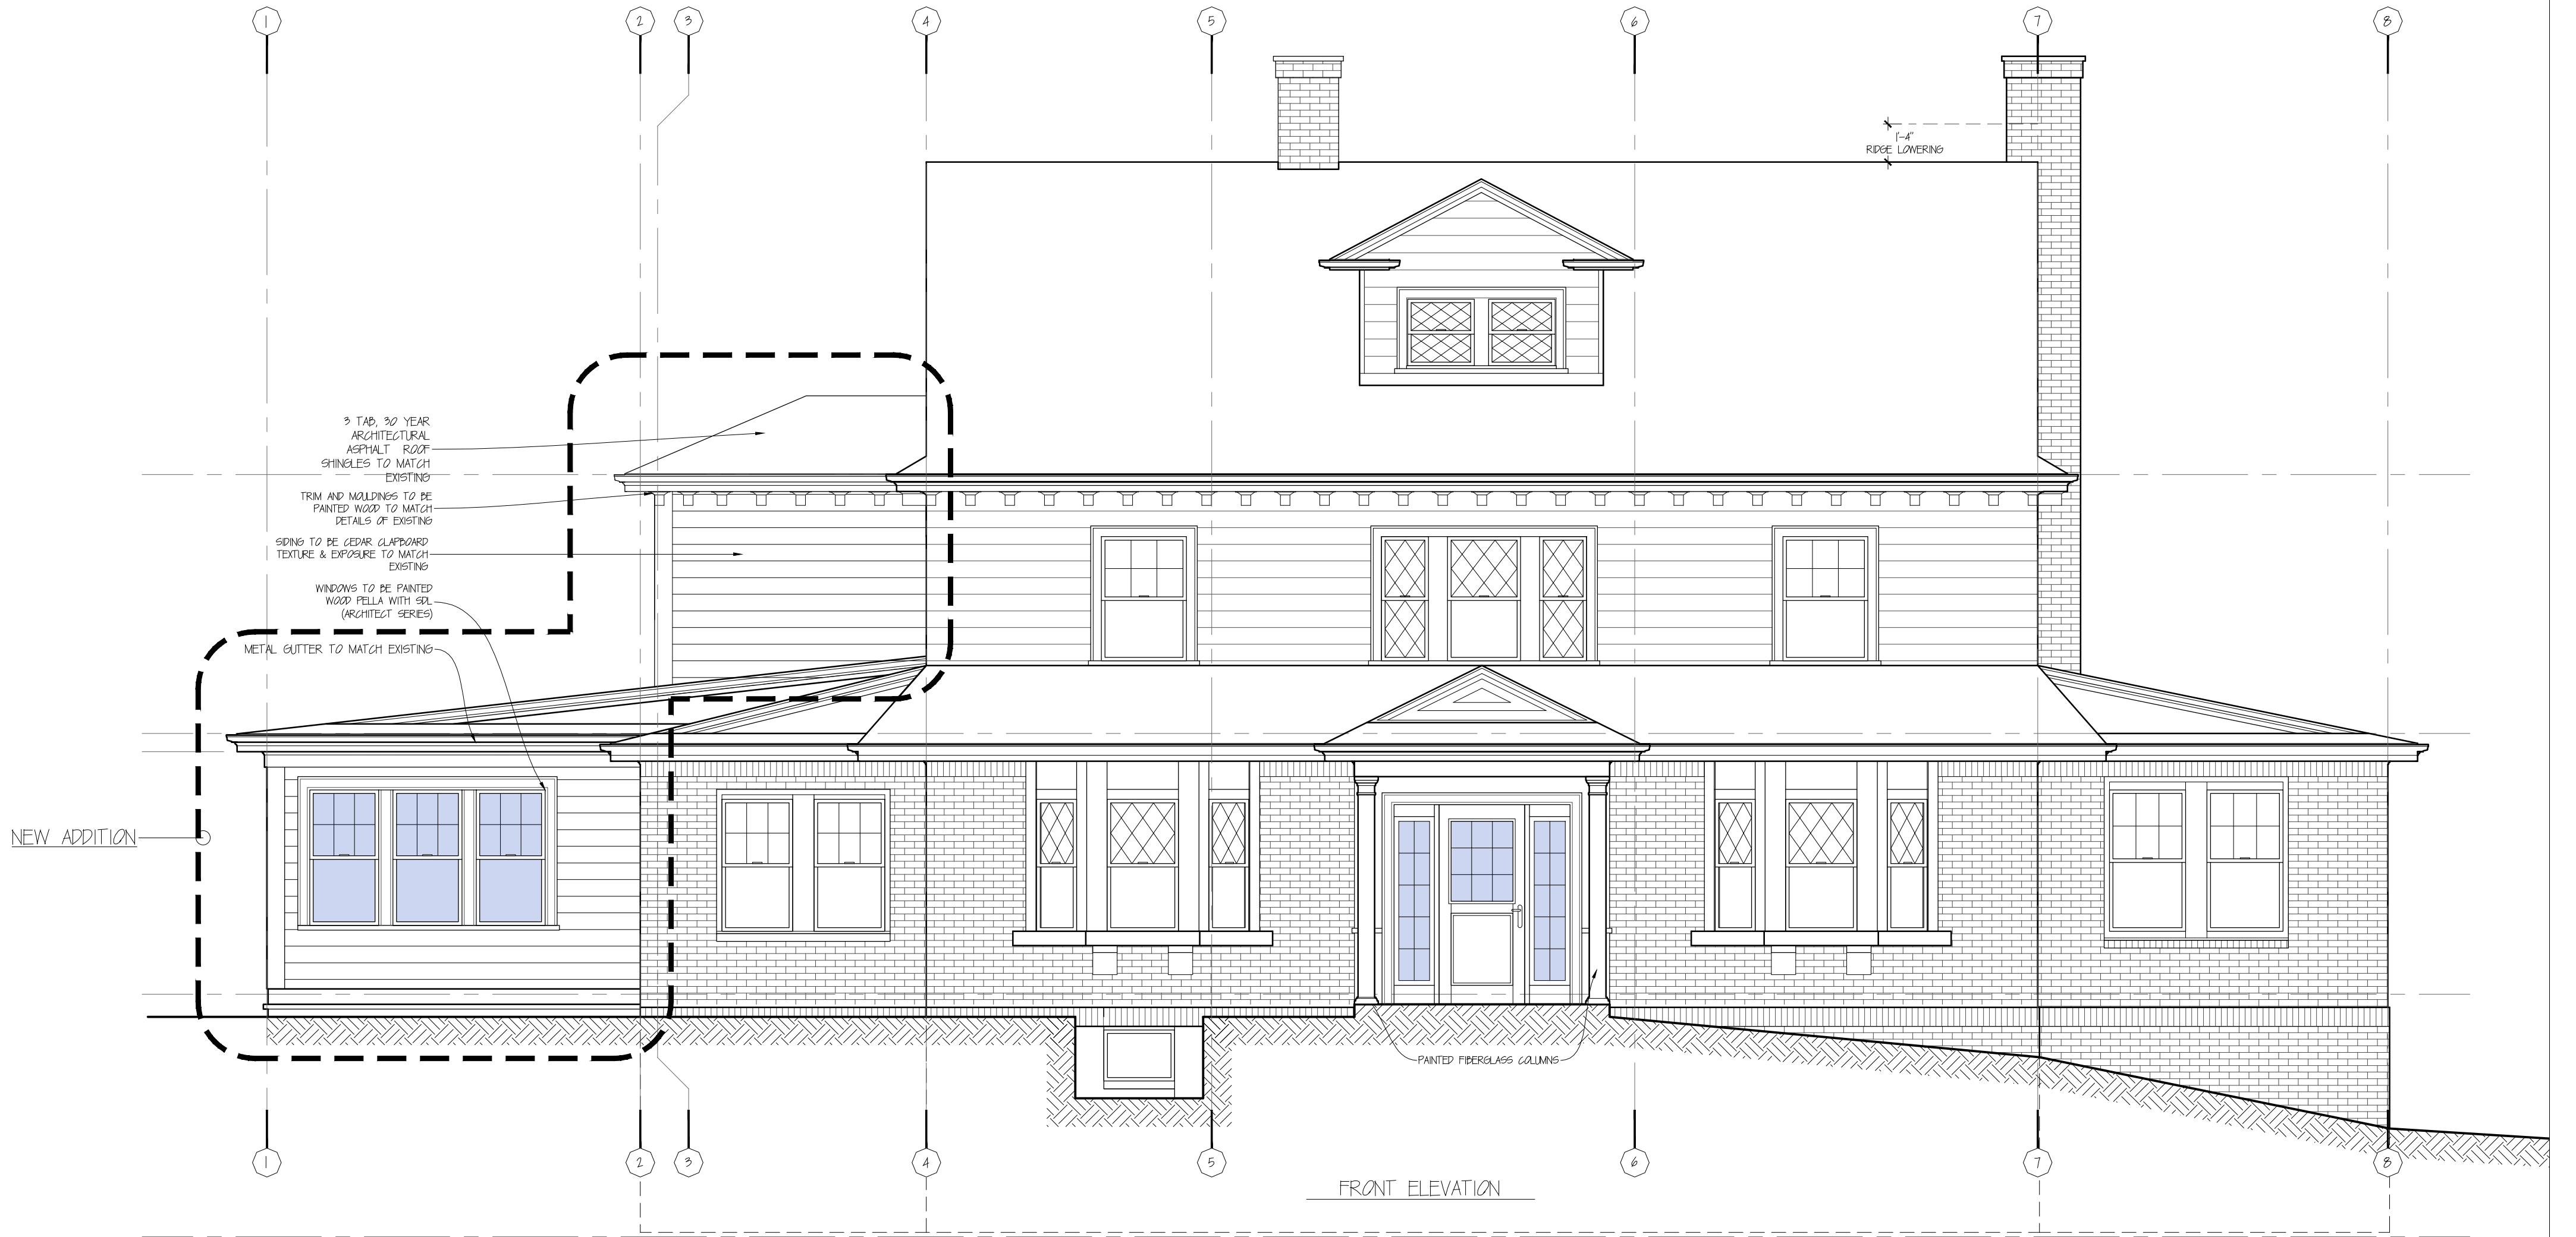 1 2 3 4 5 6 7 8
1'-4"
RIDGE LOWERING
3 TAB, 30 YEAR
ARCHITECTURAL
ASPHALT ROOF
SHINGLES TO MATCH
EXISTING
TRIM AND MOULDINGS TO BE
PAINTED WOOD TO MATCH
DETAILS OF EXISTING
SIDING TO BE CEDAR CLAPBOARD
TEXTURE & EXPOSURE TO MATCH
EXISTING
WINDOWS TO BE PAINTED
WOOD PELLA WITH SDL
(ARCHITECT SERIES)
METAL GUTTER TO MATCH EXISTING
NEW ADDITION
PAINTED FIBERGLASS COLUMNS
1 2 3 4 5 6 7 8
FRONT ELEVATION